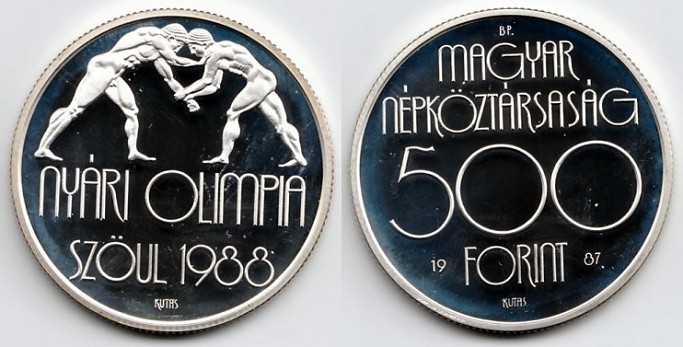 NYÁRI OLIMPIA
SZÖUL 1988
KUTAS
BP.
MAGYAR
NÉPKÖZTÁRSASÁG
500
19 FORINT 87.
KUTAS